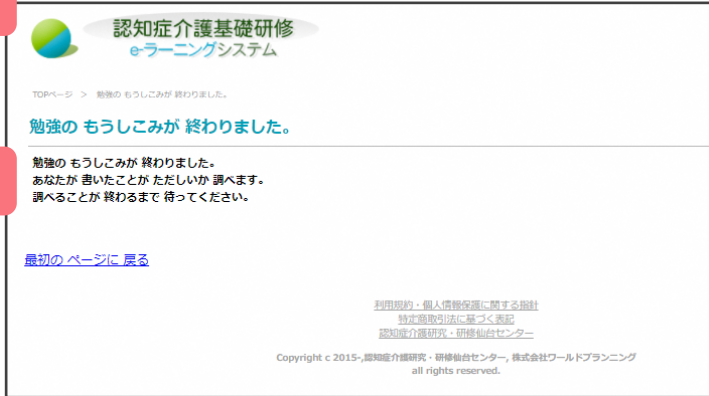 認知症介護基礎研修
e-ラーニングシステム
TOPページ ＞ 勉強の もうしこみが 終わりました。
勉強の もうしこみが 終わりました。
勉強の もうしこみが 終わりました。
あなたが 書いたことが ただしいか 調べます。
調べることが 終わるまで 待ってください。
最初の ページに 戻る
利用規約・個人情報保護に関する指針
特定商取引法に基づく表記
認知症介護研究・研修仙台センター
Copyright c 2015-,認知症介護研究・研修仙台センター, 株式会社ワールドプランニング
all rights reserved.